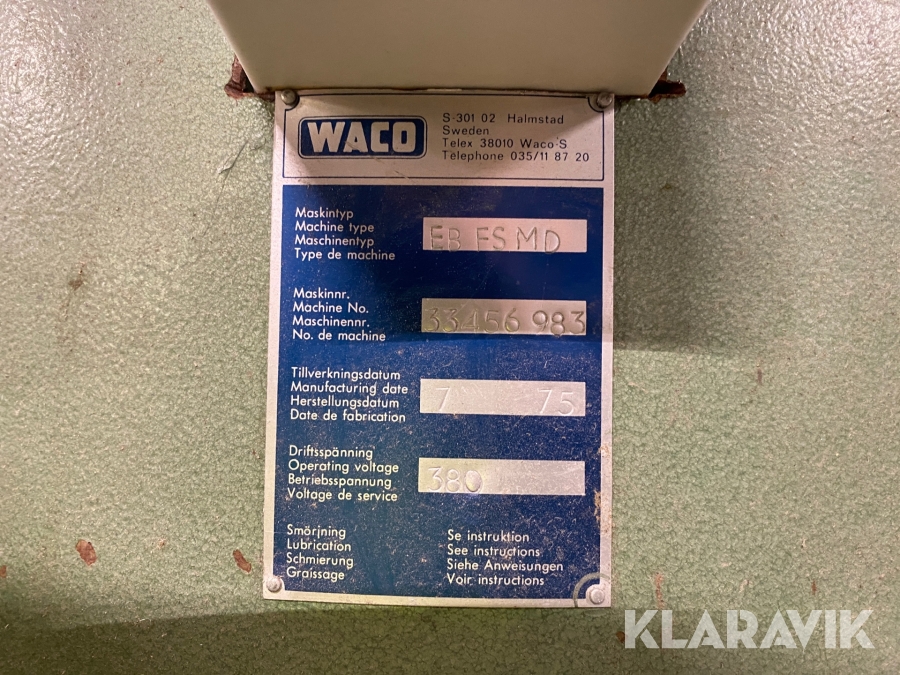 WACO
S-301 02 Halmstad
Sweden
Telex 38010 Waco-S
Telephone 035/11 87 20
Maskintyp
Machine type
Maschinentyp
Type de machine
EB FSMD
Maskinnr.
Machine No.
Maschinennr.
No. de machine
33456 983
Tillverkningsdatum
Manufacturing date
Herstellungsdatum
Date de fabrication
7 75
Driftsspänning
Operating voltage
Betriebsspannung
Voltage de service
380
Smörjning
Lubrication
Schmierung
Graissage
Se instruktion
See instructions
Siehe Anweisungen
Voir instructions
KLARAVIK